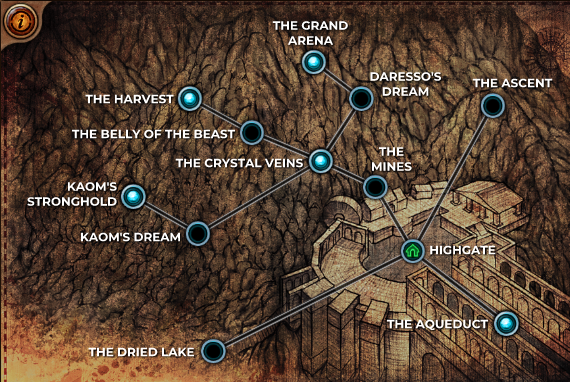 THE GRAND
ARENA
DARESSO'S
DREAM
THE ASCENT
THE HARVEST
THE BELLY OF THE BEAST
THE CRYSTAL VEINS
THE
MINES
KAOM'S
STRONGHOLD
KAOM'S DREAM
HIGHGATE
THE AQUEDUCT
THE DRIED LAKE